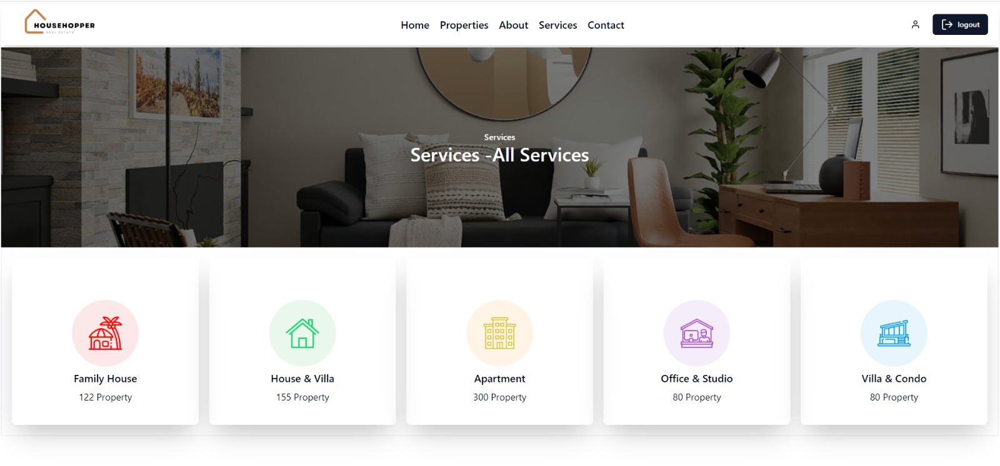 HOUSEHOPPER
REAL ESTATE
Home Properties About Services Contact
logout
Services
Services -All Services
Family House
122 Property
House & Villa
155 Property
Apartment
300 Property
Office & Studio
80 Property
Villa & Condo
80 Property